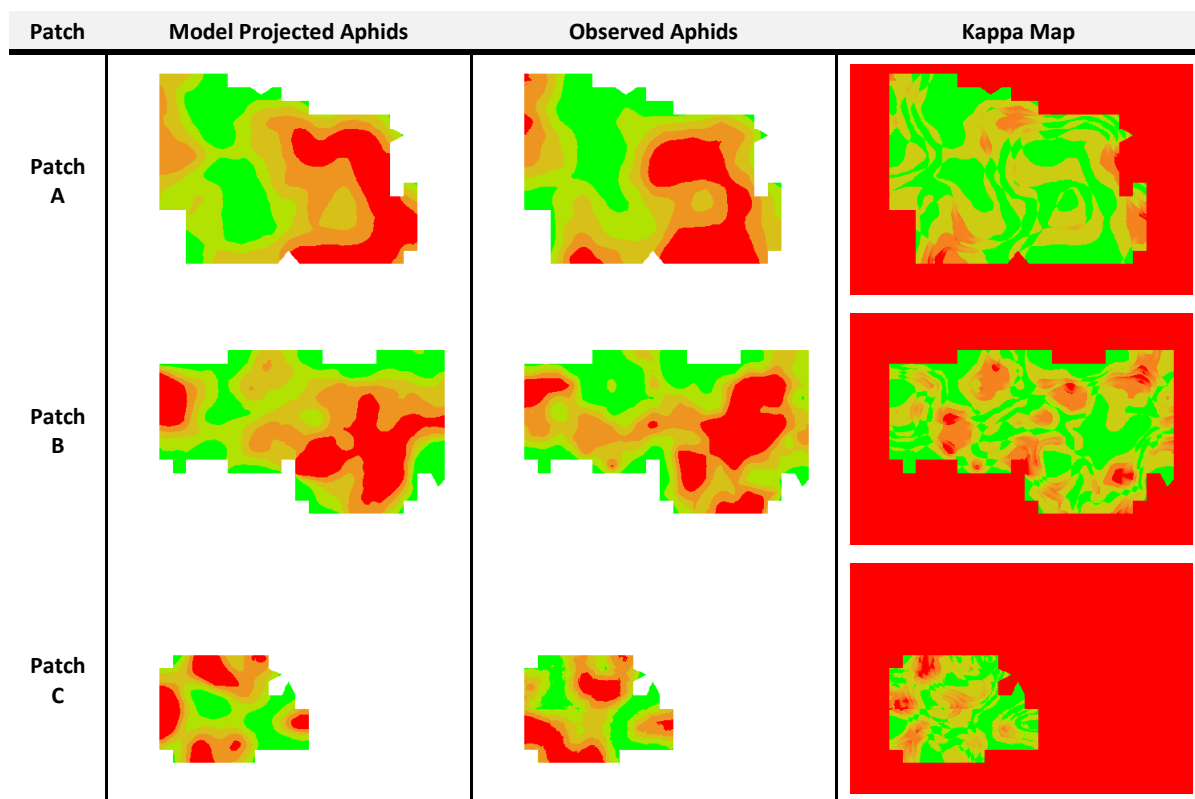 Patch Model Projected Aphids Observed Aphids Kappa Map
Patch
A
Patch
B
Patch
C